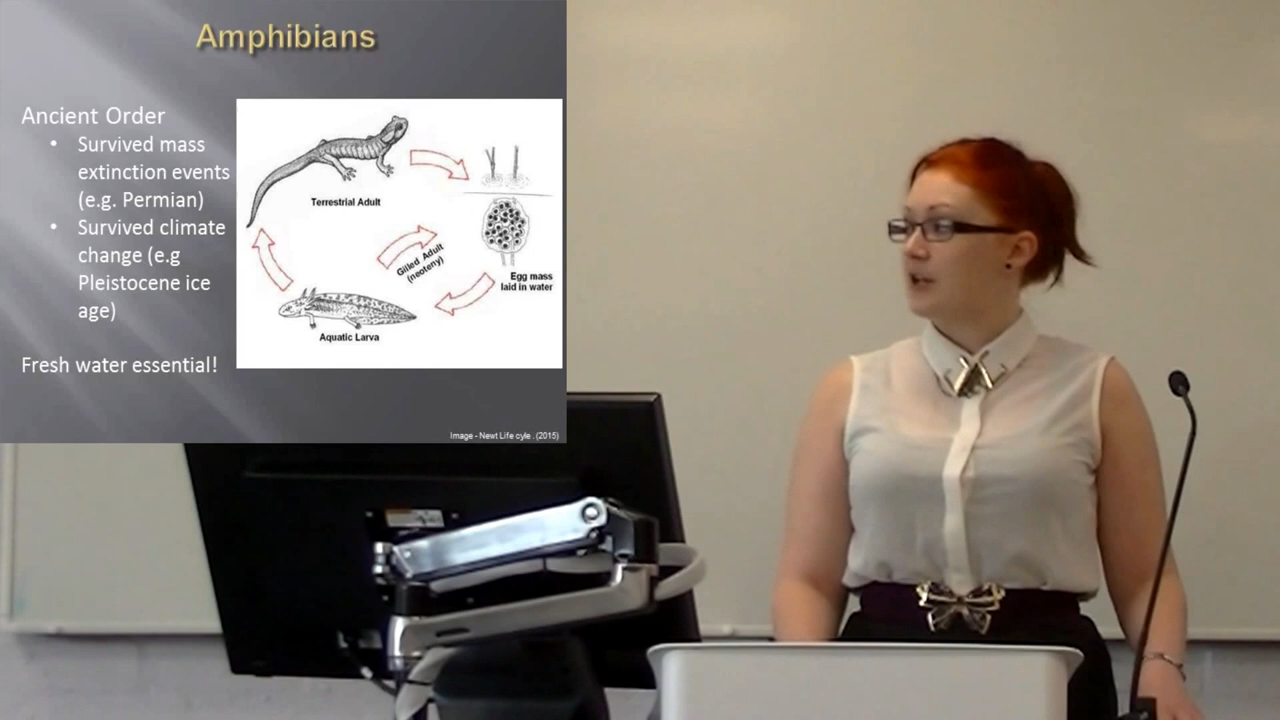 Amphibians
Ancient Order
• Survived mass
extinction events
(e.g. Permian)
• Survived climate
change (e.g
Pleistocene ice
age)
Fresh water essential!
Terrestrial Adult
Gilled Adult
(neoteny)
Egg mass
laid in water
Aquatic Larva
Image - Newt Life cyle . (2015)